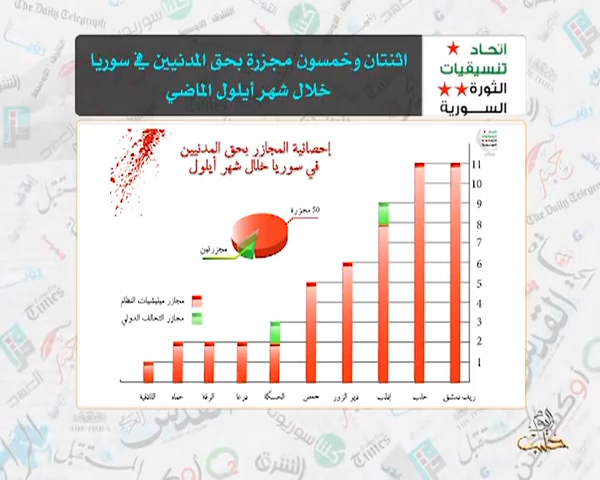 اثنتان وخمسون مجزرة بحق المدنيين في سوريا
خلال شهر أيلول الماضي
اتحاد
تنسيقيات
الثورة
السورية
إحصائية المجازر بحق المدنيين
في سوريا خلال شهر أيلول
50 مجزرة
مجزرتين
مجازر ميليشيات النظام
مجازر التحالف الدولي
11
10
9
8
7
6
5
4
3
2
1
اللاذقية حماه الرقة درعا الحسكة حمص دير الزور إدلب حلب ريف دمشق